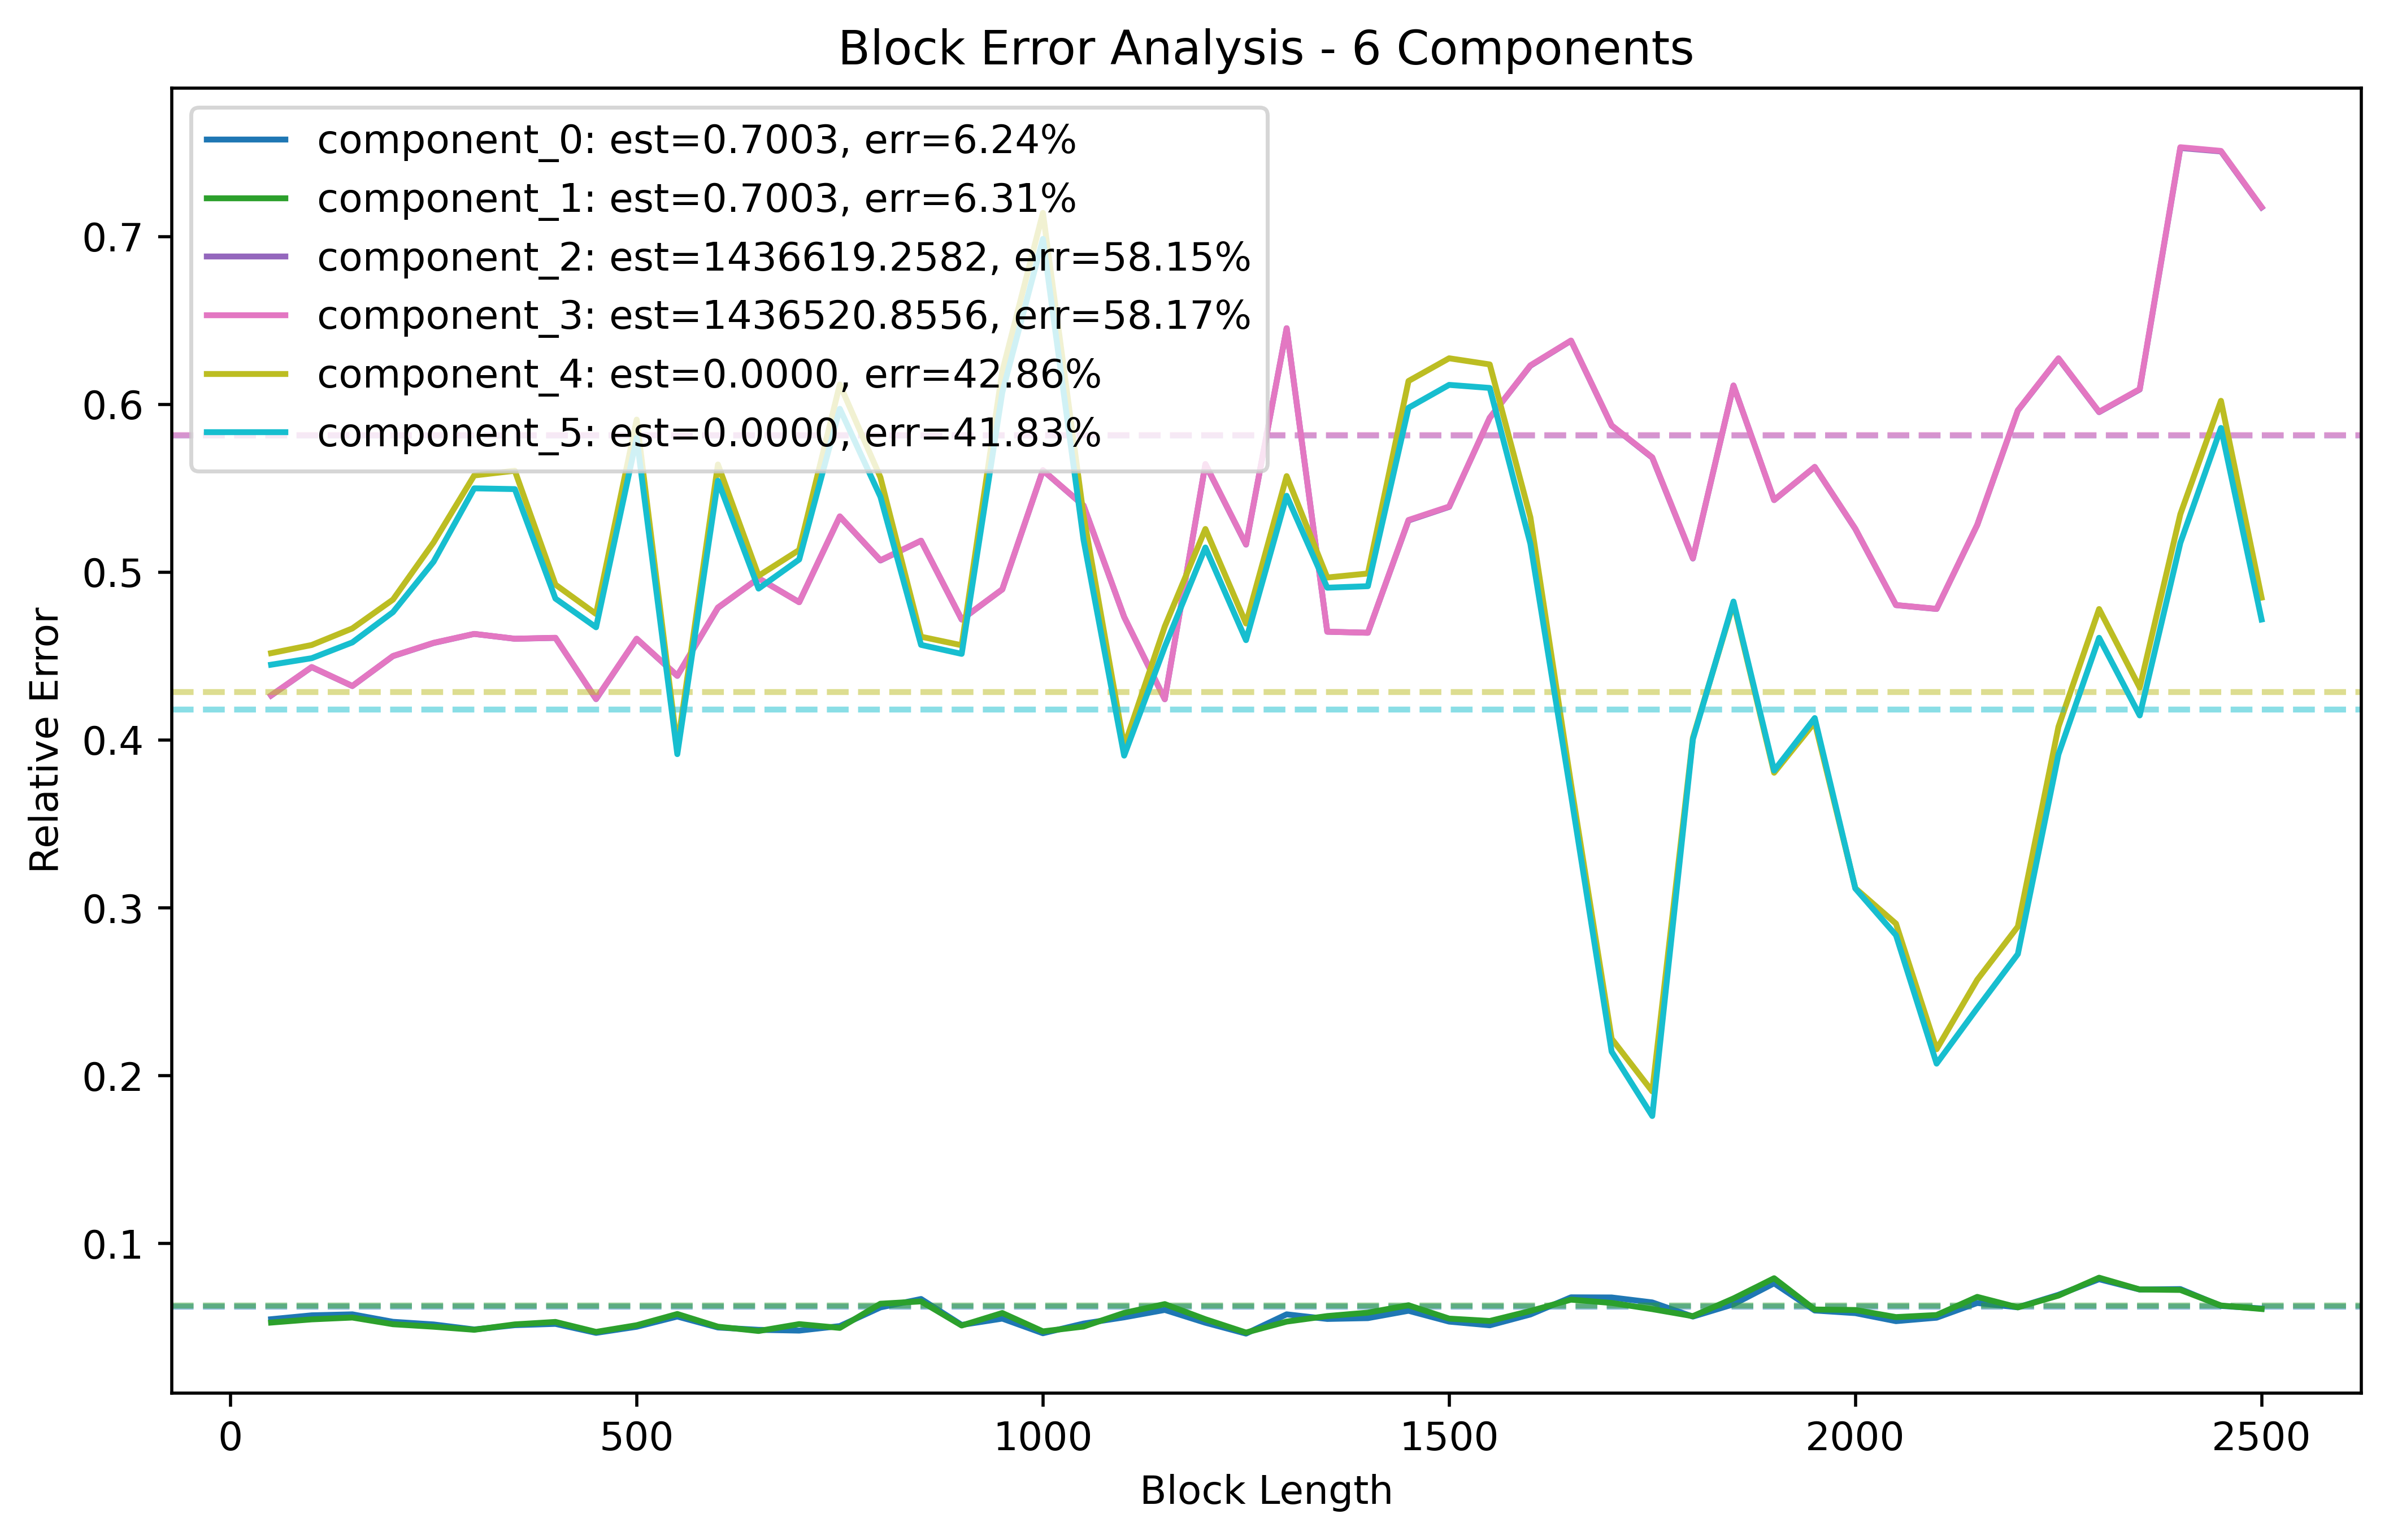 Block Error Analysis - 6 Components
component_0: est=0.7003, err=6.24%
component_1: est=0.7003, err=6.31%
component_2: est=1436619.2582, err=58.15%
component_3: est=1436520.8556, err=58.17%
component_4: est=0.0000, err=42.86%
component_5: est=0.0000, err=41.83%
Relative Error
0.7
0.6
0.5
0.4
0.3
0.2
0.1
0 500 1000 1500 2000 2500
Block Length